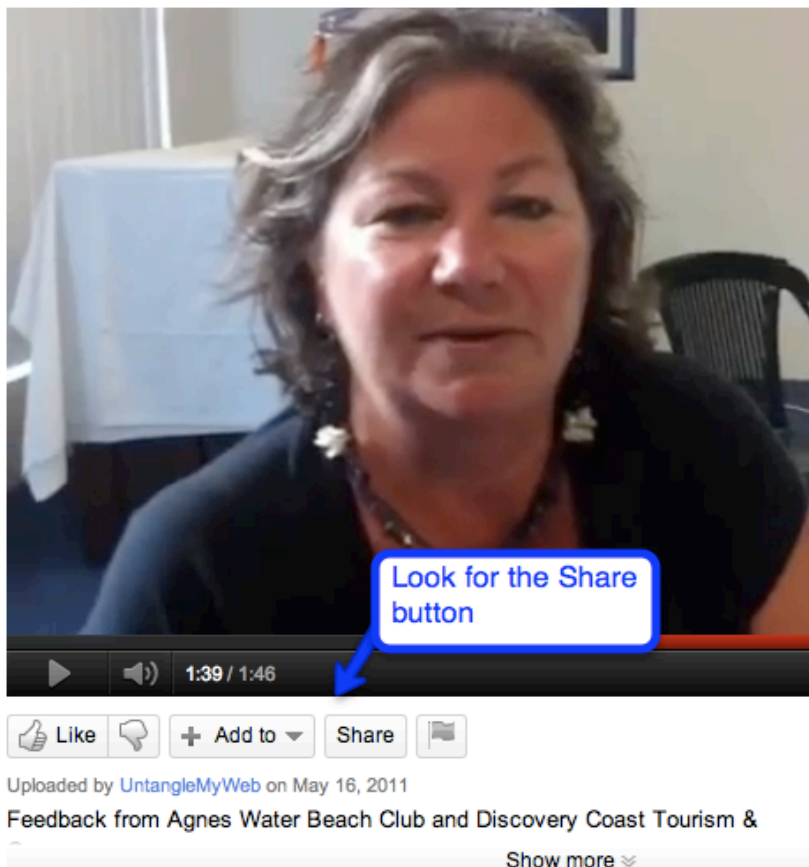 Look for the Share
button
1:39 / 1:46
Like
Add to
Share
Uploaded by UntangleMyWeb on May 16, 2011
Feedback from Agnes Water Beach Club and Discovery Coast Tourism &
Show more